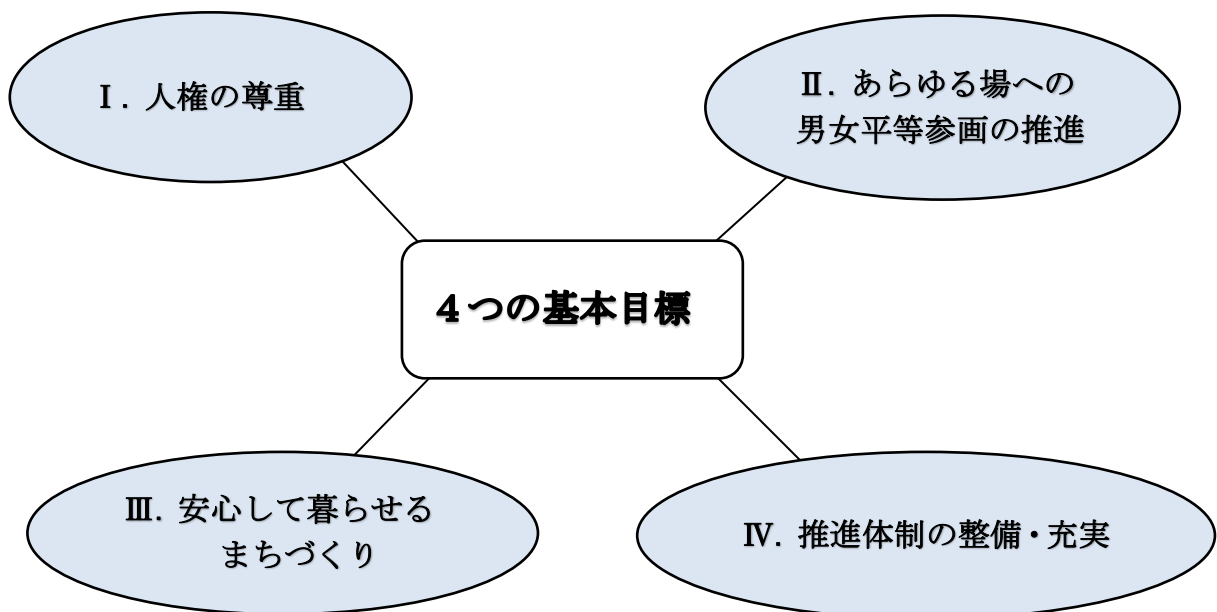 Ⅰ. 人権の尊重
Ⅱ. あらゆる場への
男女平等参画の推進
４つの基本目標
Ⅲ. 安心して暮らせる
まちづくり
Ⅳ. 推進体制の整備・充実